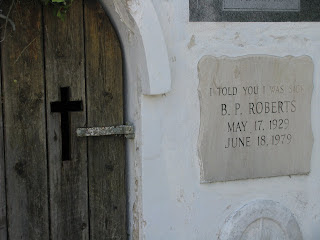 I TOLD YOU I WAS SICK
B. P. ROBERTS
MAY 17, 1929
JUNE 18, 1979